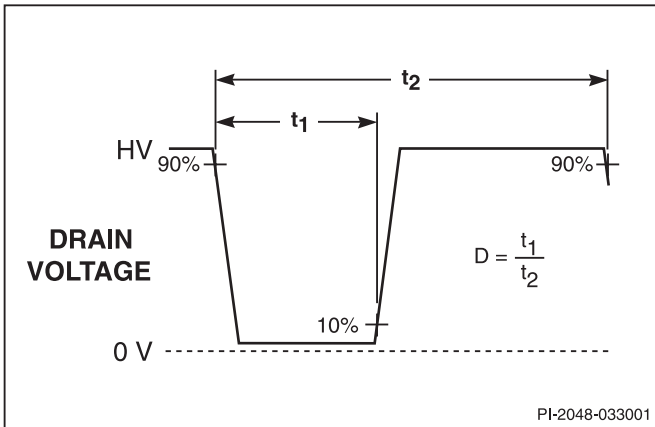 t2
t1
HV
90%
90%
DRAIN
VOLTAGE
D = t1
t2
10%
0 V
PI-2048-033001